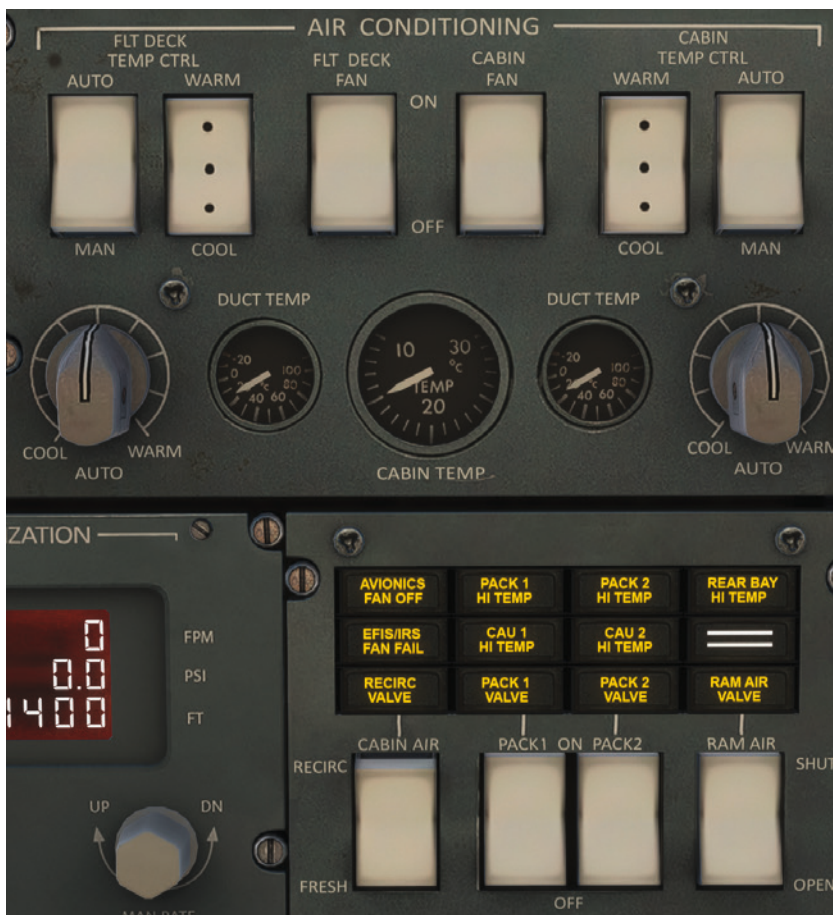 AIR CONDITIONING
FLT DECK
TEMP CTRL
AUTO
WARM
FLT DECK
FAN
ON
CABIN
FAN
CABIN
TEMP CTRL
WARM
AUTO
MAN
COOL
OFF
COOL
MAN
DUCT TEMP
DUCT TEMP
-20
0
20
40
60
80
100
°C
10
30
°C
TEMP
20
-20
0
20
40
60
80
100
°C
COOL
WARM
AUTO
CABIN TEMP
COOL
WARM
AUTO
ZATION
0
FPM
0.0
PSI
1400
FT
UP
DN
MAN RATE
AVIONICS
FAN OFF
PACK 1
HI TEMP
PACK 2
HI TEMP
REAR BAY
HI TEMP
EFIS/IRS
FAN FAIL
CAU 1
HI TEMP
CAU 2
HI TEMP
RECIRC
VALVE
PACK 1
VALVE
PACK 2
VALVE
RAM AIR
VALVE
CABIN AIR
PACK1 ON PACK2
RAM AIR
RECIRC
SHUT
FRESH
OFF
OPEN